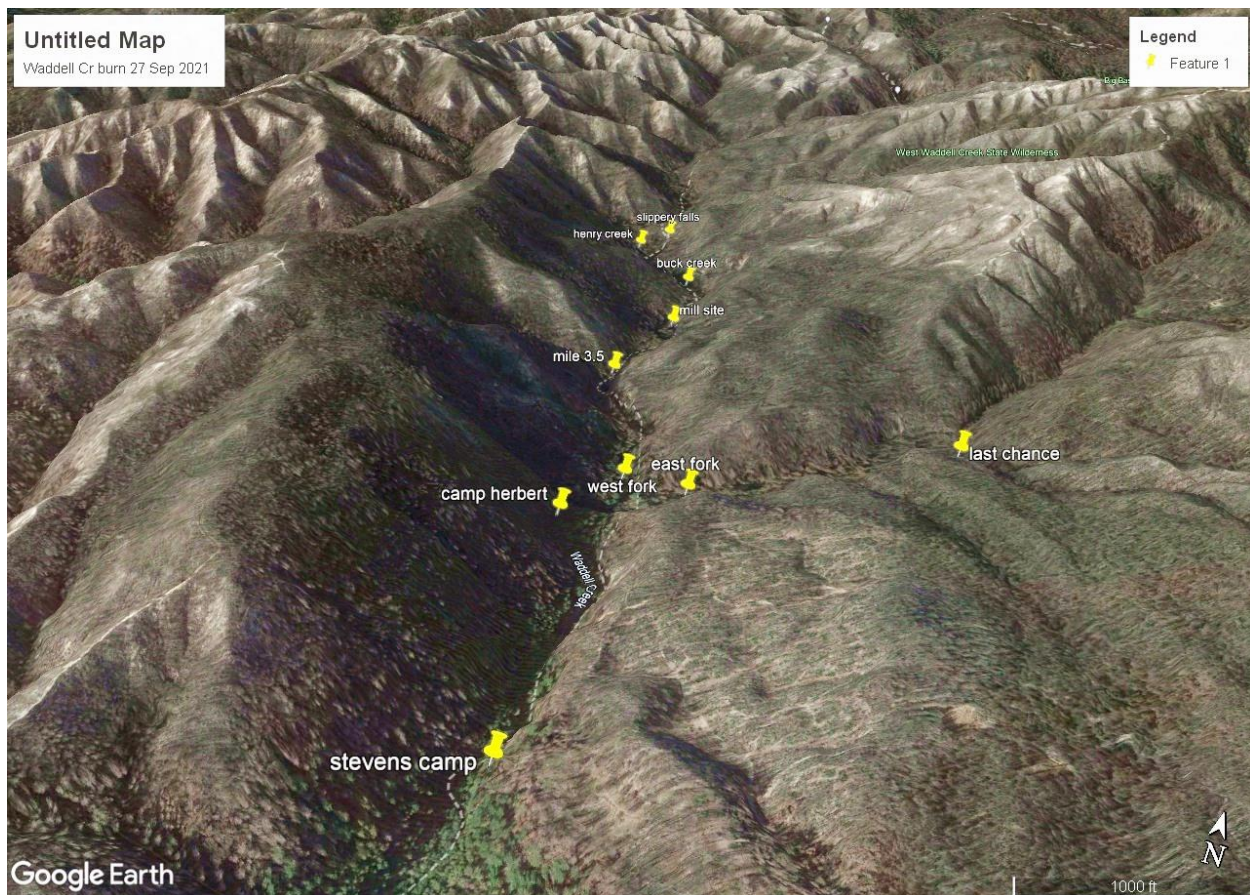 Untitled Map
Waddell Cr burn 27 Sep 2021
Legend
Feature 1
West Waddell Creek State Wilderness
slippery falls
henry creek
buck creek
mill site
mile 3.5
last chance
east fork
west fork
camp herbert
Waddell Creek
stevens camp
N
Google Earth
1000 ft